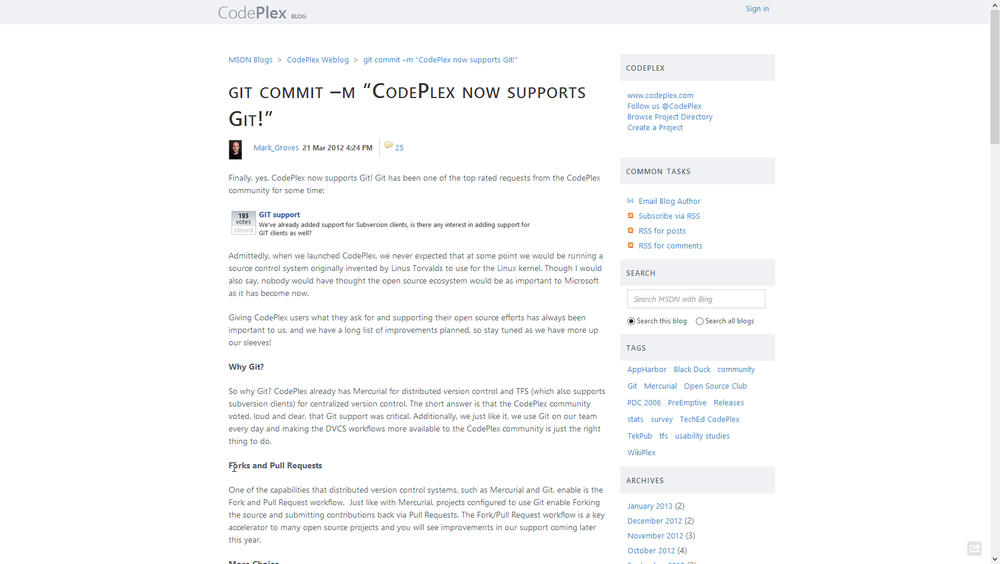 CodePlex BLOG
Sign in
MSDN Blogs > CodePlex Weblog > git commit –m “CodePlex now supports Git!”
git commit –m “CodePlex now supports
Git!”
Mark_Groves 21 Mar 2012 4:24 PM 25
Finally, yes, CodePlex now supports Git! Git has been one of the top rated requests from the CodePlex
community for some time:
193
votes
closed
GIT support
We've already added support for Subversion clients, is there any interest in adding support for
GIT clients as well?
Admittedly, when we launched CodePlex, we never expected that at some point we would be running a
source control system originally invented by Linus Torvalds to use for the Linux kernel. Though I would
also say, nobody would have thought the open source ecosystem would be as important to Microsoft
as it has become now.
Giving CodePlex users what they ask for and supporting their open source efforts has always been
important to us, and we have a long list of improvements planned, so stay tuned as we have more up
our sleeves!
Why Git?
So why Git? CodePlex already has Mercurial for distributed version control and TFS (which also supports
subversion clients) for centralized version control. The short answer is that the CodePlex community
voted, loud and clear, that Git support was critical. Additionally, we just like it, we use Git on our team
every day and making the DVCS workflows more available to the CodePlex community is just the right
thing to do.
Forks and Pull Requests
One of the capabilities that distributed version control systems, such as Mercurial and Git, enable is the
Fork and Pull Request workflow.  Just like with Mercurial, projects configured to use Git enable Forking
the source and submitting contributions back via Pull Requests. The Fork/Pull Request workflow is a key
accelerator to many open source projects and you will see improvements in our support coming later
this year.
More Choice
CODEPLEX
www.codeplex.com
Follow us @CodePlex
Browse Project Directory
Create a Project
COMMON TASKS
Email Blog Author
Subscribe via RSS
RSS for posts
RSS for comments
SEARCH
Search MSDN with Bing
Search this blog Search all blogs
TAGS
AppHarbor Black Duck community
Git Mercurial Open Source Club
PDC 2008 PreEmptive Releases
stats survey TechEd CodePlex
TekPub tfs usability studies
WikiPlex
ARCHIVES
January 2013 (2)
December 2012 (2)
November 2012 (3)
October 2012 (4)